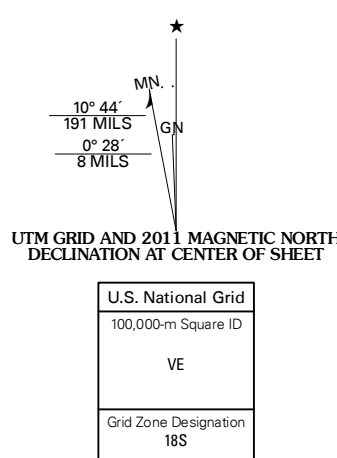 ★
MN
10° 44´
191 MILS
GN
0° 28´
8 MILS
UTM GRID AND 2011 MAGNETIC NORTH
DECLINATION AT CENTER OF SHEET
U.S. National Grid
100,000-m Square ID
VE
Grid Zone Designation
18S